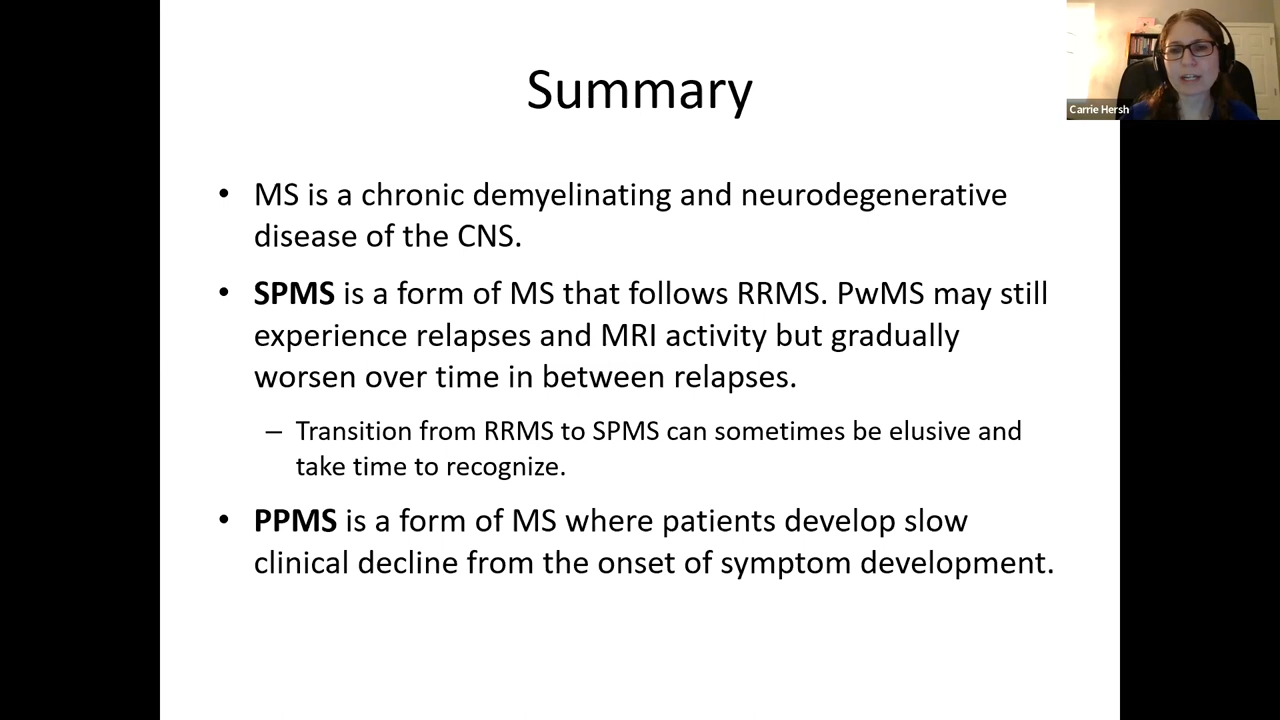 Summary
Carrie Hersh
• MS is a chronic demyelinating and neurodegenerative
disease of the CNS.
• SPMS is a form of MS that follows RRMS. PwMS may still
experience relapses and MRI activity but gradually
worsen over time in between relapses.
– Transition from RRMS to SPMS can sometimes be elusive and
take time to recognize.
• PPMS is a form of MS where patients develop slow
clinical decline from the onset of symptom development.